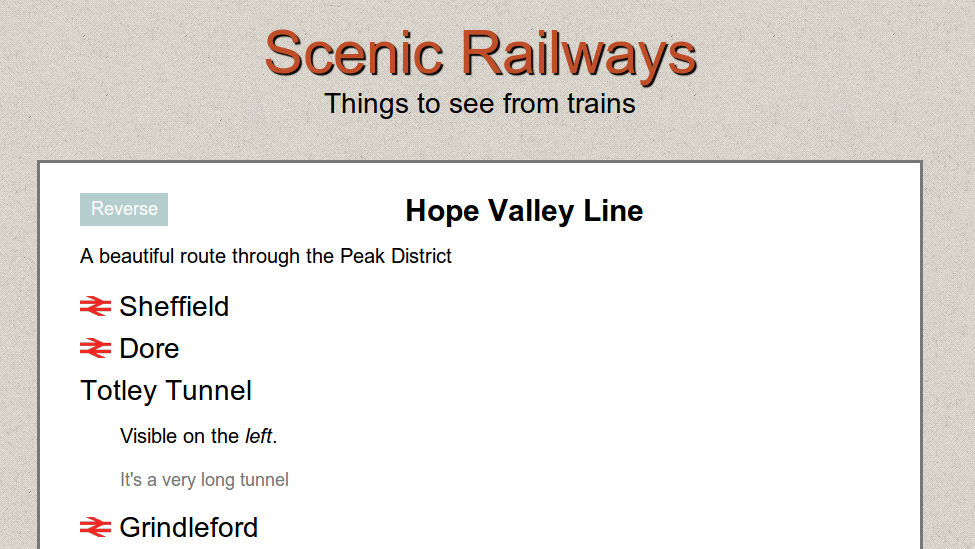 Scenic Railways
Things to see from trains
Reverse
Hope Valley Line
A beautiful route through the Peak District
Sheffield
Dore
Totley Tunnel
Visible on the left.
It's a very long tunnel
Grindleford